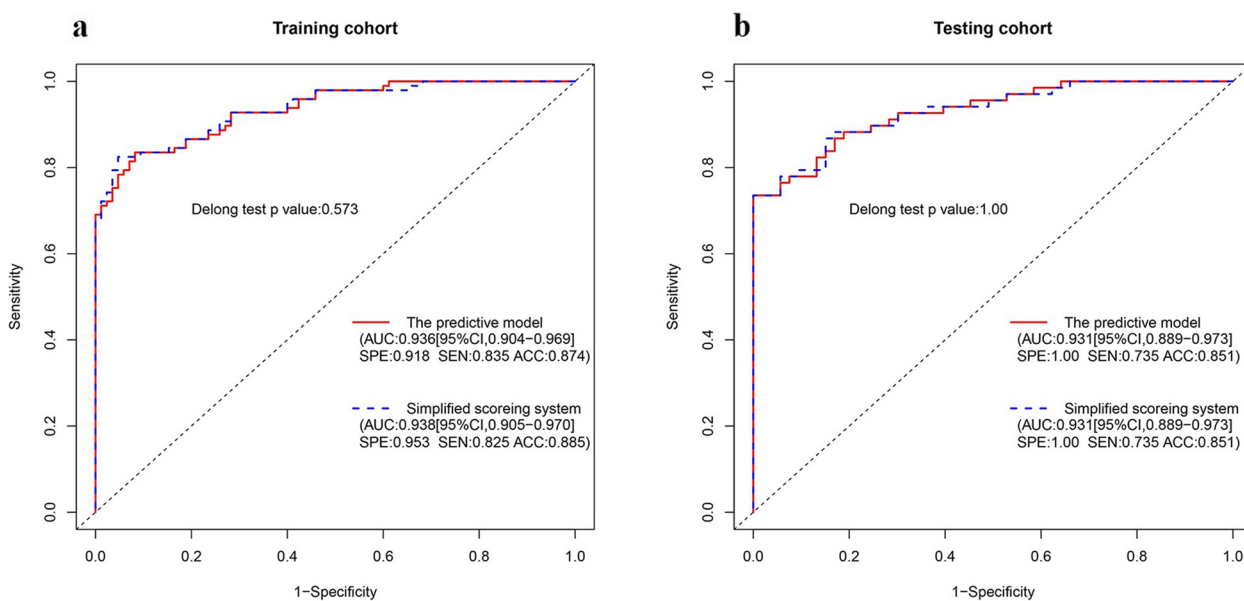 a
Training cohort
Sensitivity
1.0
0.8
0.6
0.4
0.2
0.0
Delong test p value:0.573
The predictive model
(AUC:0.936[95%CI,0.904−0.969]
SPE:0.918 SEN:0.835 ACC:0.874)
Simplified scoreing system
(AUC:0.938[95%CI,0.905−0.970]
SPE:0.953 SEN:0.825 ACC:0.885)
0.0 0.2 0.4 0.6 0.8 1.0
1−Specificity
b
Testing cohort
Sensitivity
1.0
0.8
0.6
0.4
0.2
0.0
Delong test p value:1.00
The predictive model
(AUC:0.931[95%CI,0.889−0.973]
SPE:1.00 SEN:0.735 ACC:0.851)
Simplified scoreing system
(AUC:0.931[95%CI,0.889−0.973]
SPE:1.00 SEN:0.735 ACC:0.851)
0.0 0.2 0.4 0.6 0.8 1.0
1−Specificity